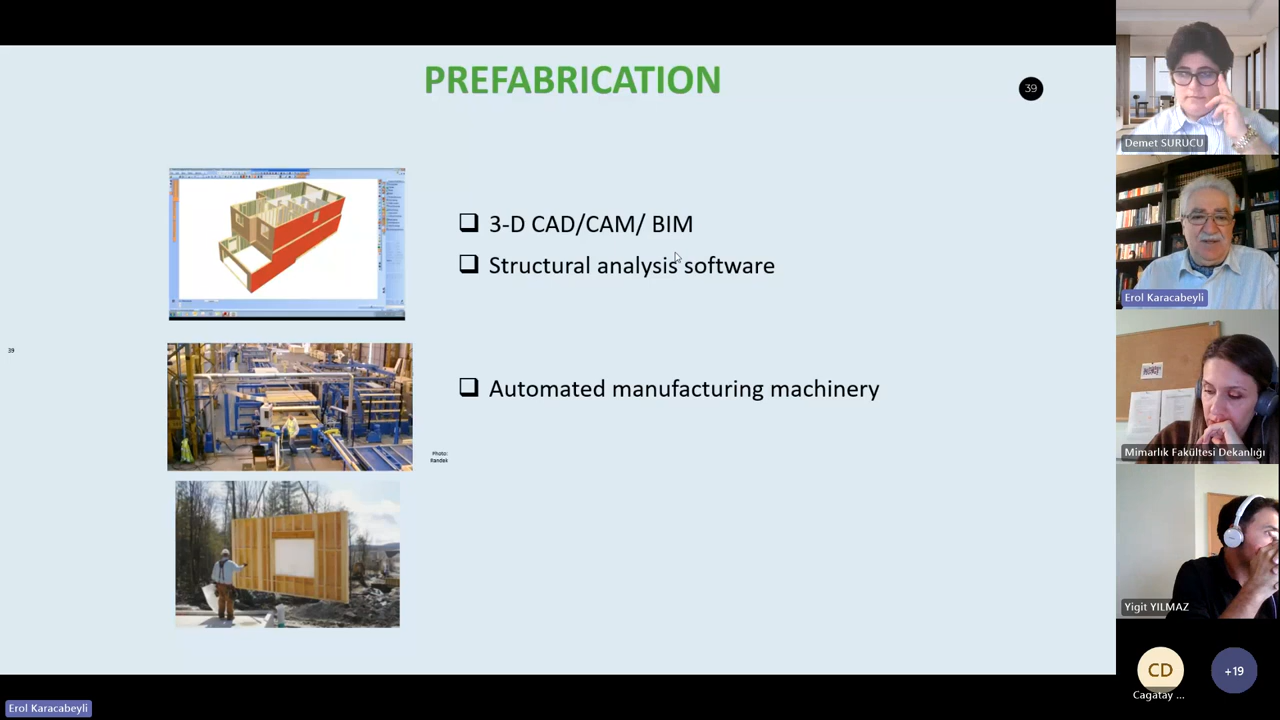 PREFABRICATION
39
❑ 3-D CAD/CAM/ BIM
❑ Structural analysis software
39
❑ Automated manufacturing machinery
Photo:
Randek
Demet SURUCU
Erol Karacabeyli
Mimarlık Fakültesi Dekanlığı
Yigit YILMAZ
CD
Cagatay ...
+19
Erol Karacabeyli